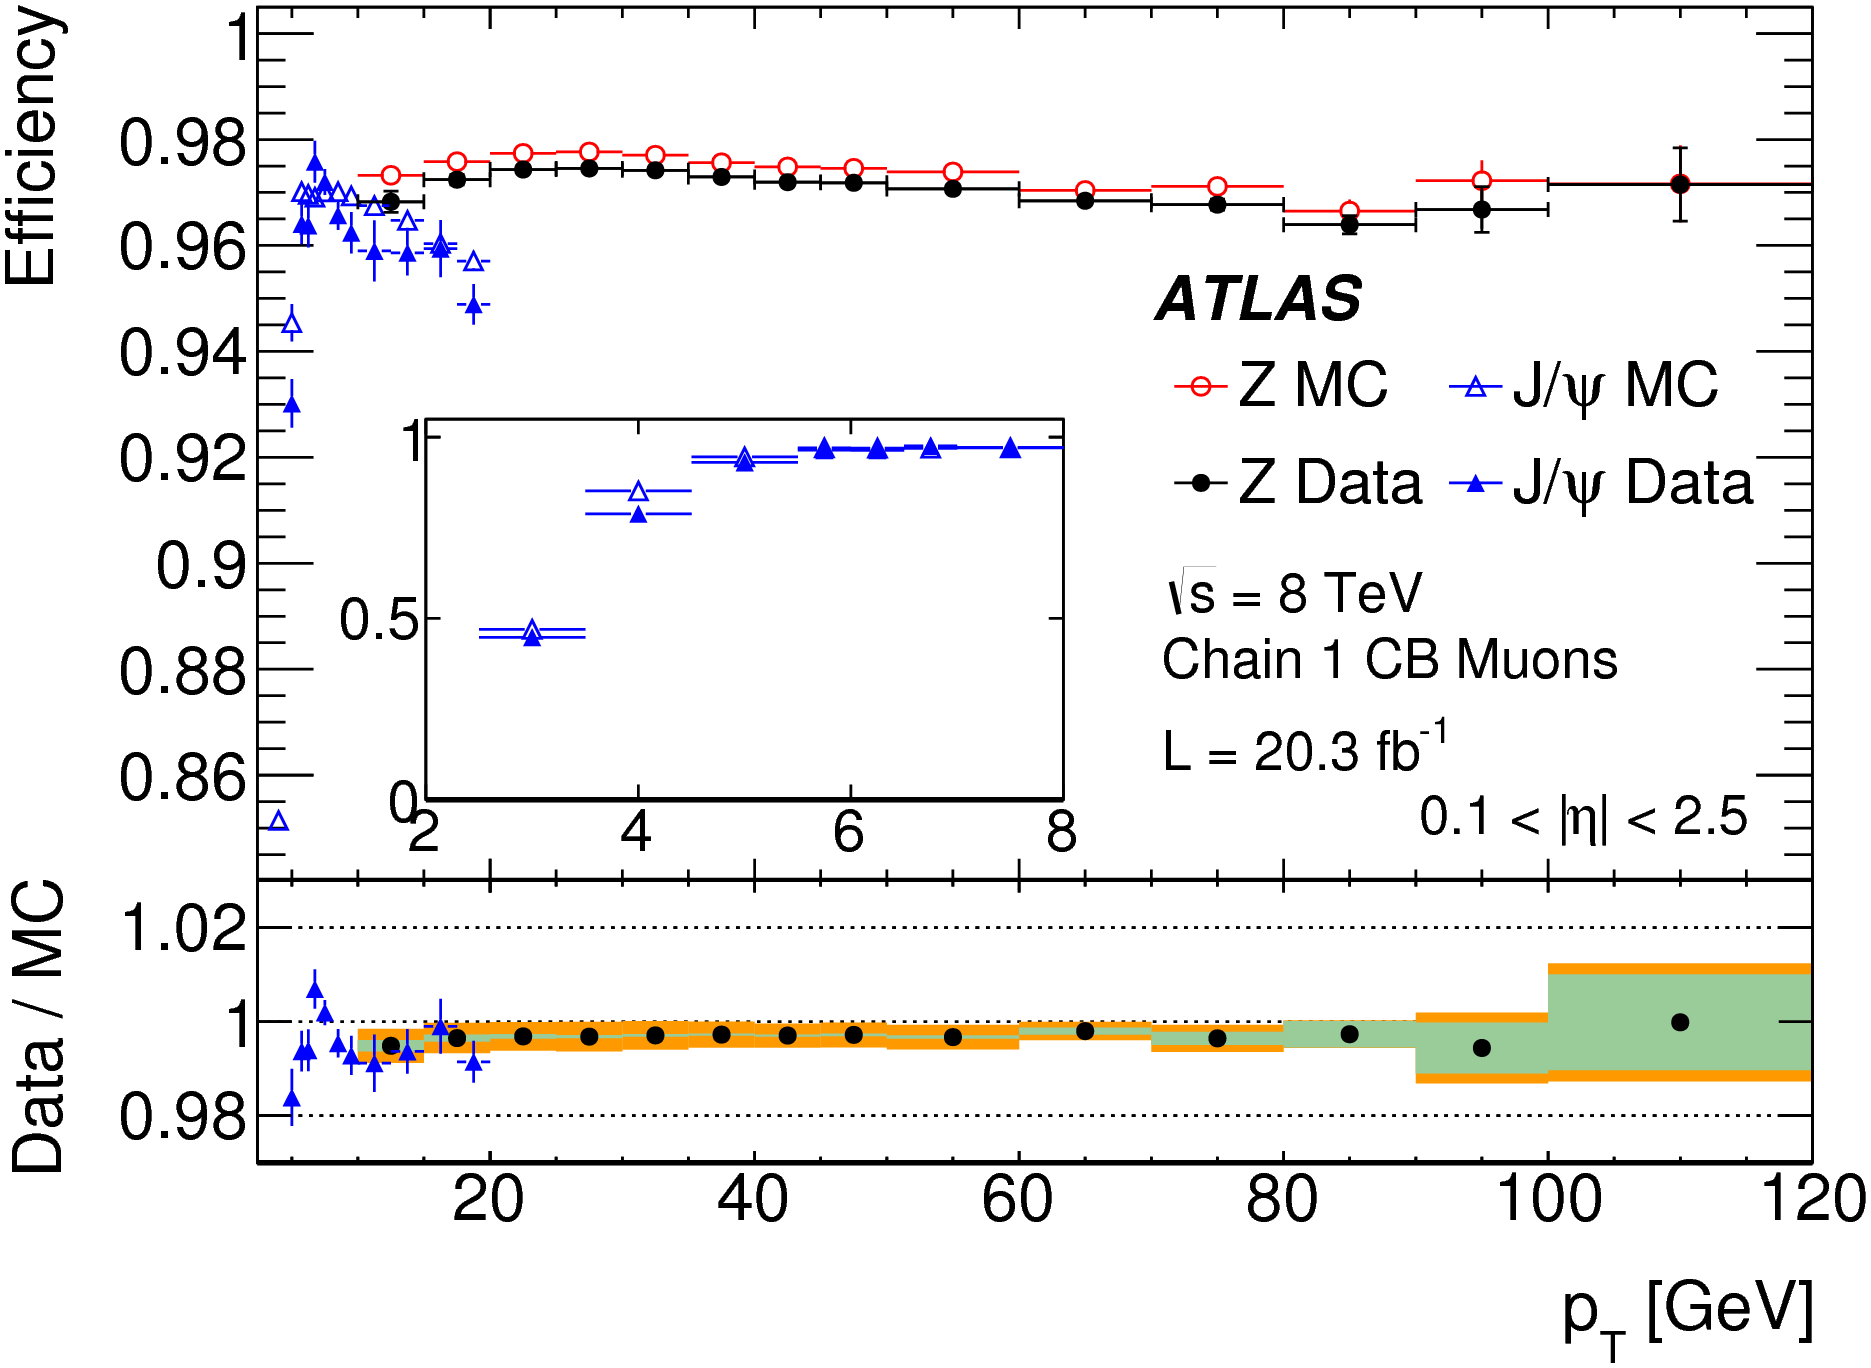 Efficiency
1
0.98
0.96
0.94
0.92
0.9
0.88
0.86
ATLAS
Z MC
J/ψ MC
Z Data
J/ψ Data
√s = 8 TeV
Chain 1 CB Muons
L = 20.3 fb⁻¹
0.1 < |η| < 2.5
1
0.5
0
2 4 6 8
Data / MC
1.02
1
0.98
20 40 60 80 100 120
p_T [GeV]